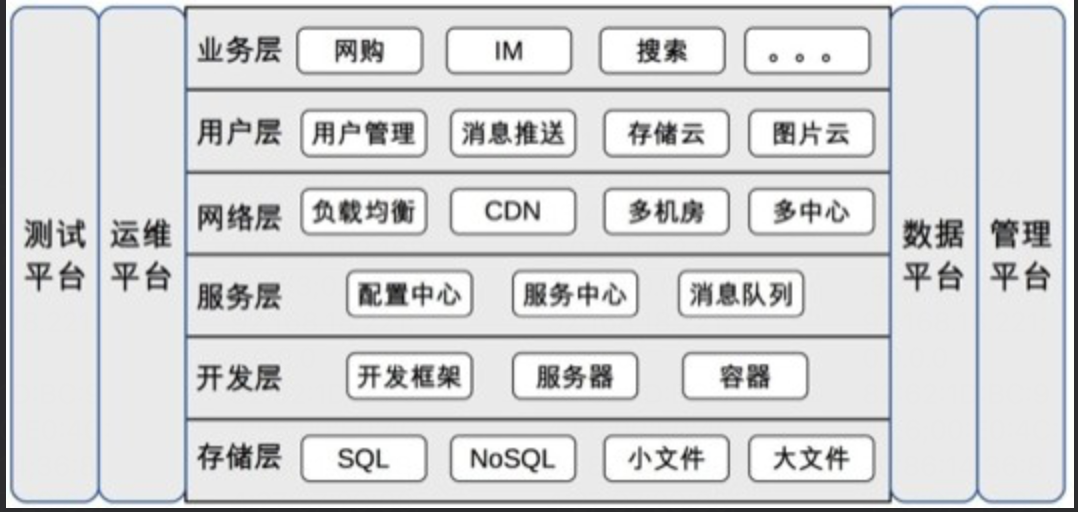 测试
平台
运维
平台
业务层 网购 IM 搜索 。。。
用户层 用户管理 消息推送 存储云 图片云
网络层 负载均衡 CDN 多机房 多中心
服务层 配置中心 服务中心 消息队列
开发层 开发框架 服务器 容器
存储层 SQL NoSQL 小文件 大文件
数据
平台
管理
平台